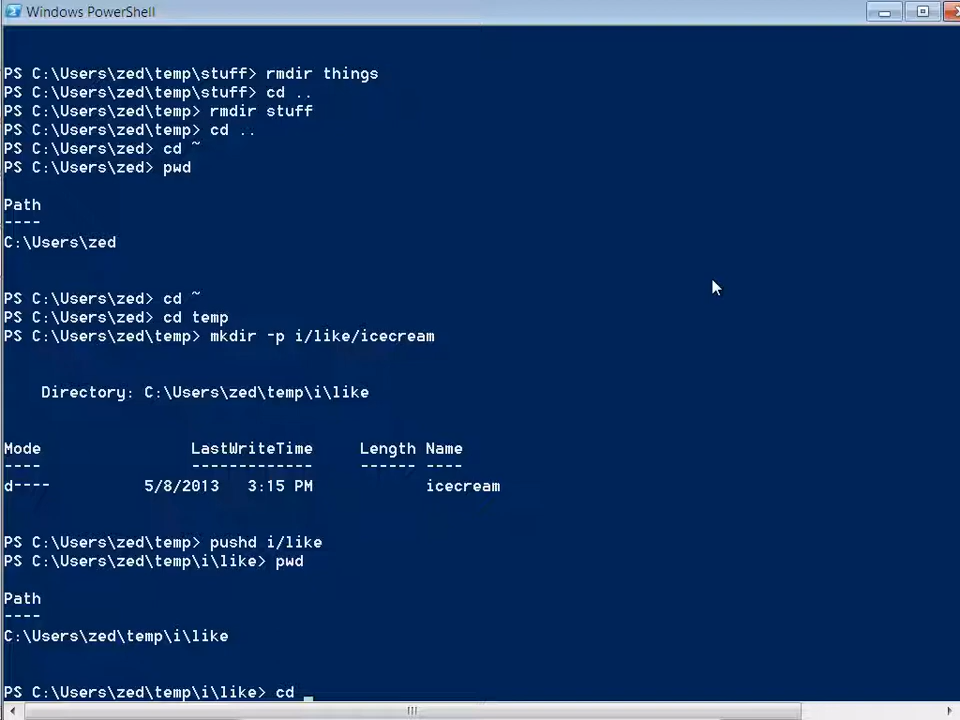 Windows PowerShell
PS C:\Users\zed\temp\stuff> rmdir things
PS C:\Users\zed\temp\stuff> cd ..
PS C:\Users\zed\temp> rmdir stuff
PS C:\Users\zed\temp> cd ..
PS C:\Users\zed> cd ~
PS C:\Users\zed> pwd
Path
----
C:\Users\zed
PS C:\Users\zed> cd ~
PS C:\Users\zed> cd temp
PS C:\Users\zed\temp> mkdir -p i/like/icecream
Directory: C:\Users\zed\temp\i\like
Mode LastWriteTime Length Name
---- ------------- ------ ----
d---- 5/8/2013 3:15 PM icecream
PS C:\Users\zed\temp> pushd i/like
PS C:\Users\zed\temp\i\like> pwd
Path
----
C:\Users\zed\temp\i\like
PS C:\Users\zed\temp\i\like> cd _